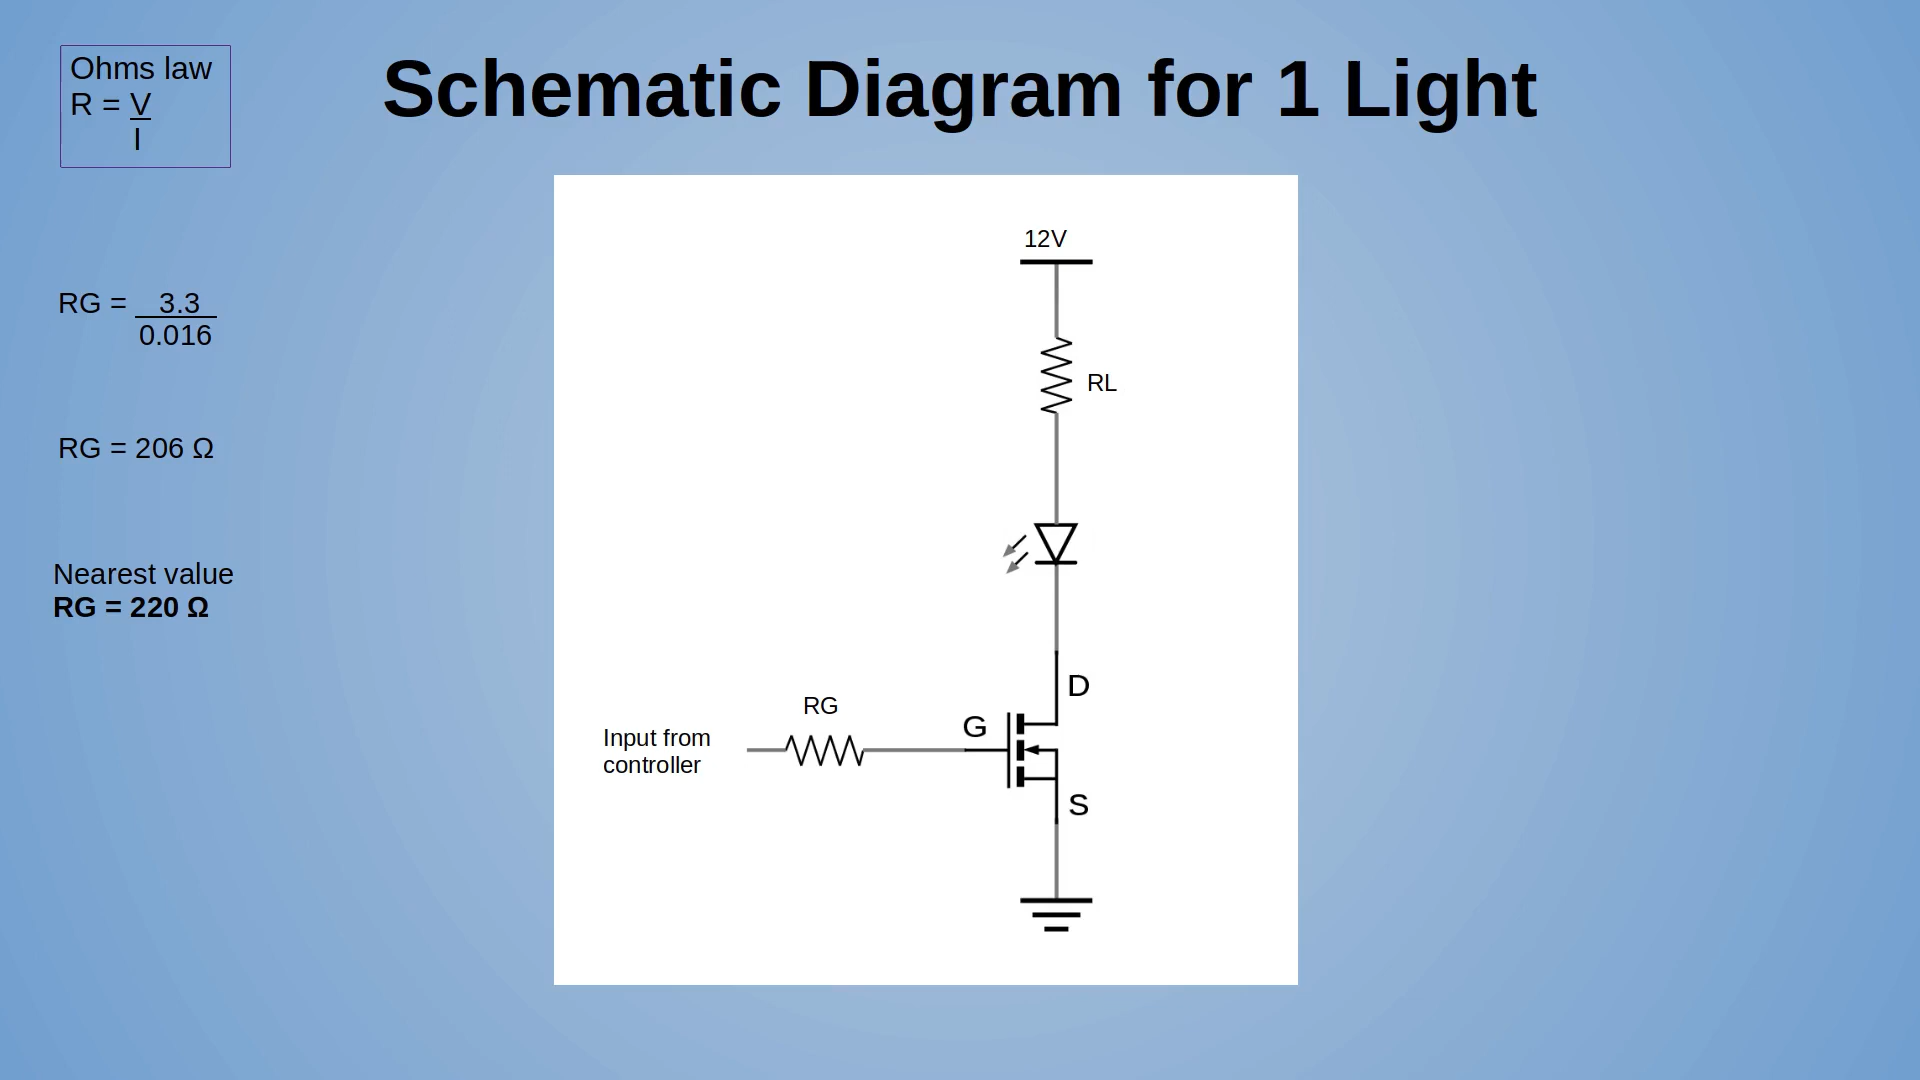 Schematic Diagram for 1 Light
Ohms law
R = V
I
RG = 3.3
0.016
RG = 206 Ω
Nearest value
RG = 220 Ω
12V
RL
D
RG
G
Input from
controller
S